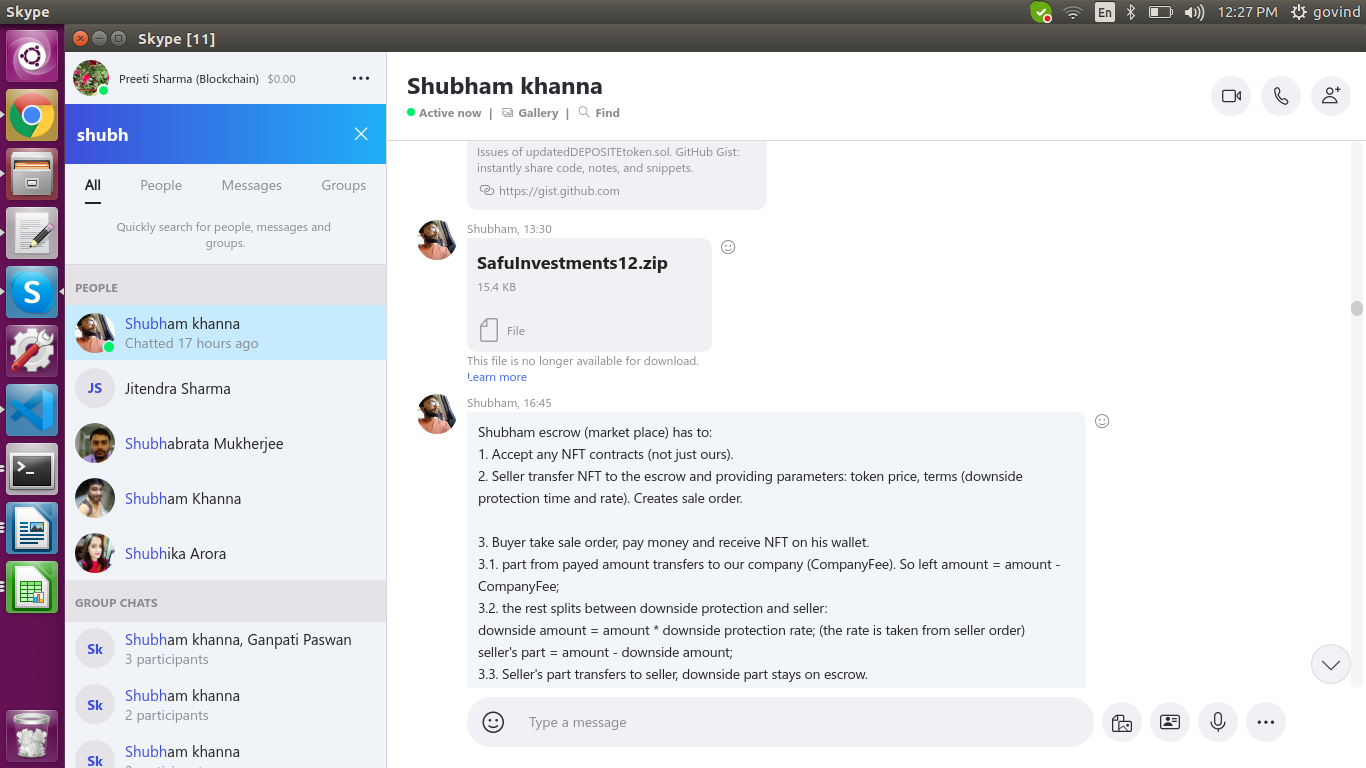 Skype
En
12:27 PM
govind
Skype [11]
Preeti Sharma (Blockchain) $0.00
shubh
All People Messages Groups
Quickly search for people, messages and
groups.
PEOPLE
Shubham khanna
Chatted 17 hours ago
JS
Jitendra Sharma
Shubhabrata Mukherjee
Shubham Khanna
Shubhika Arora
GROUP CHATS
Sk
Shubham khanna, Ganpati Paswan
3 participants
Sk
Shubham khanna
2 participants
Sk
Shubham khanna
Shubham khanna
Active now | Gallery | Find
Issues of updatedDEPOSITEtoken.sol. GitHub Gist:
instantly share code, notes, and snippets.
https://gist.github.com
Shubham, 13:30
SafuInvestments12.zip
15.4 KB
File
This file is no longer available for download.
Learn more
Shubham, 16:45
Shubham escrow (market place) has to:
1. Accept any NFT contracts (not just ours).
2. Seller transfer NFT to the escrow and providing parameters: token price, terms (downside
protection time and rate). Creates sale order.
3. Buyer take sale order, pay money and receive NFT on his wallet.
3.1. part from payed amount transfers to our company (CompanyFee). So left amount = amount -
CompanyFee;
3.2. the rest splits between downside protection and seller:
downside amount = amount * downside protection rate; (the rate is taken from seller order)
seller's part = amount - downside amount;
3.3. Seller's part transfers to seller, downside part stays on escrow.
Type a message